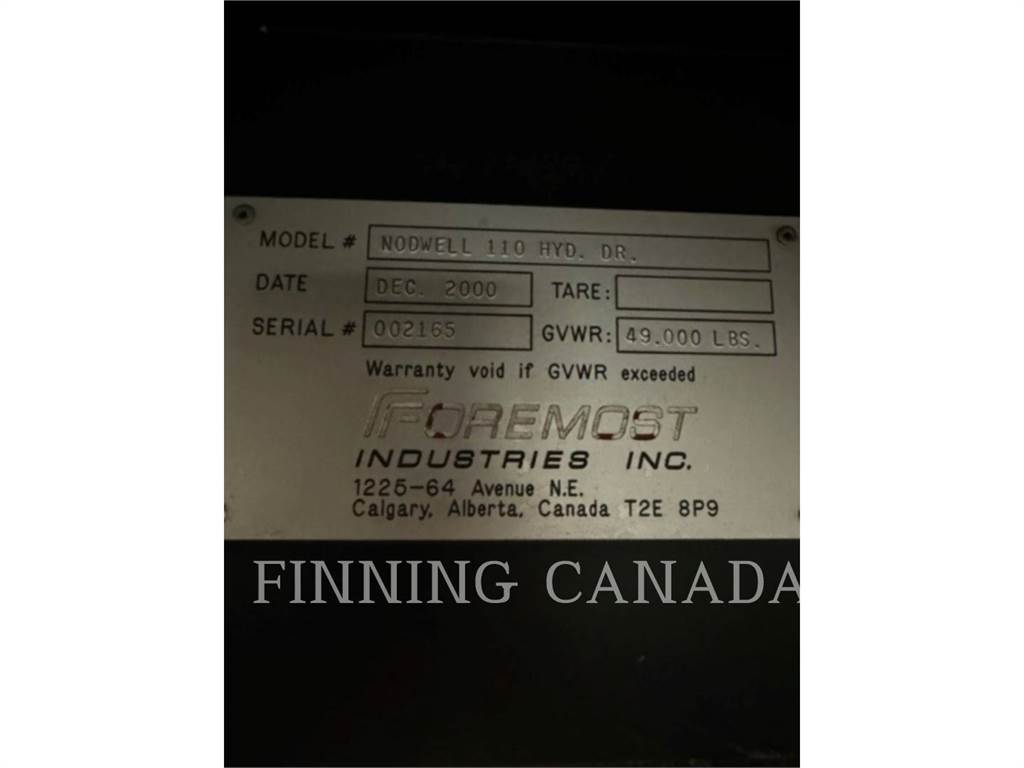 MODEL # NODWELL 110 HYD. DR.
DATE DEC. 2000 TARE:
SERIAL # 002165 GVWR: 49.000 LBS.
Warranty void if GVWR exceeded
FOREMOST
INDUSTRIES INC.
1225-64 Avenue N.E.
Calgary, Alberta, Canada T2E 8P9
FINNING CANADA